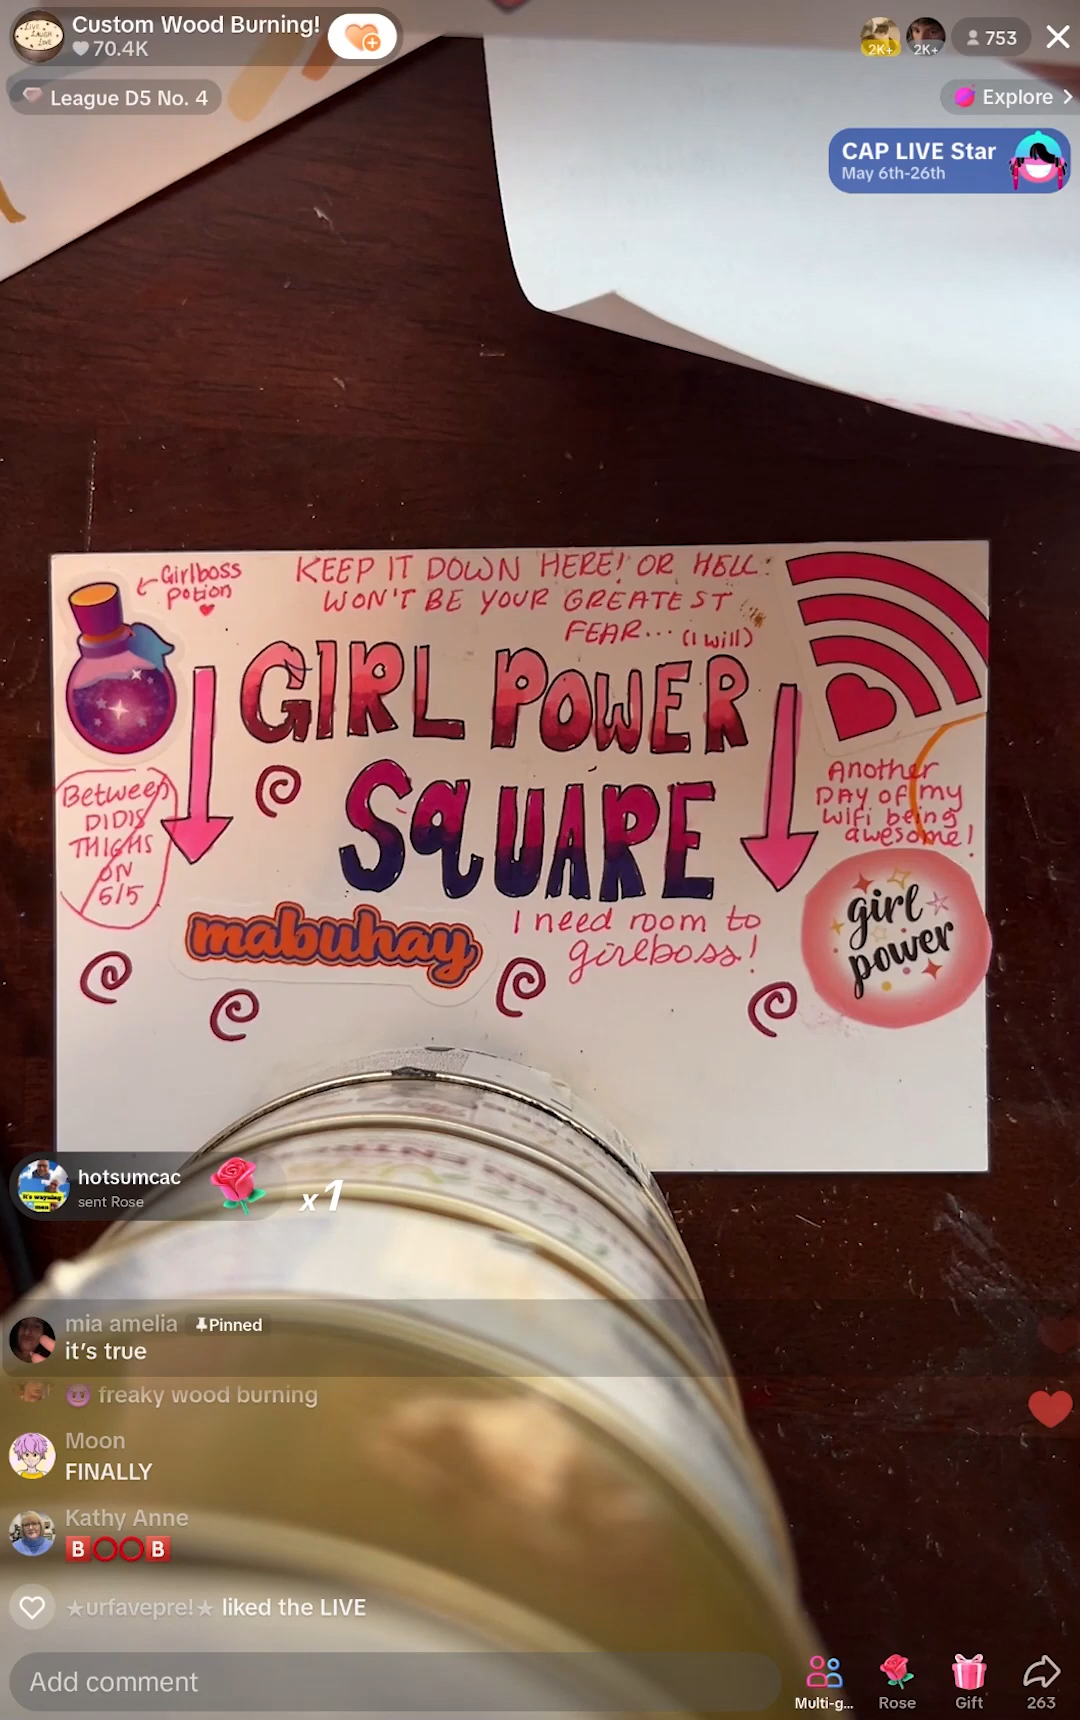 Custom Wood Burning!
70.4K
2K+
2K+
753
League D5 No. 4
Explore
CAP LIVE Star
May 6th-26th
Girlboss
potion
KEEP IT DOWN HERE! OR HELL
WON'T BE YOUR GREATEST
FEAR... (I will)
GIRL POWER
SQUARE
Between
DIDIS
THIGHS
ON
6/5
Another
DAY OF my
wifi being
awesome!
mabuhay
I need room to
girlboss!
girl
power
hotsumcac
sent Rose
x1
mia amelia Pinned
it's true
😈 freaky wood burning
Moon
FINALLY
Kathy Anne
🅱️⭕⭕🅱️
★urfavepre!★ liked the LIVE
Add comment
Multi-g...
Rose
Gift
263